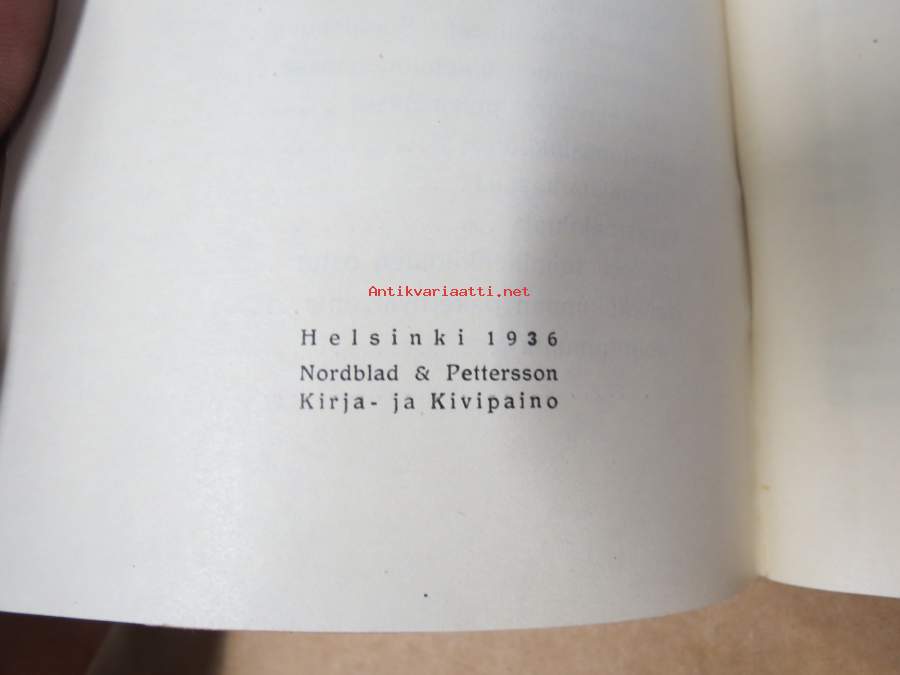 Antikvariaatti.net
Helsinki 1936
Nordblad & Pettersson
Kirja- ja Kivipaino